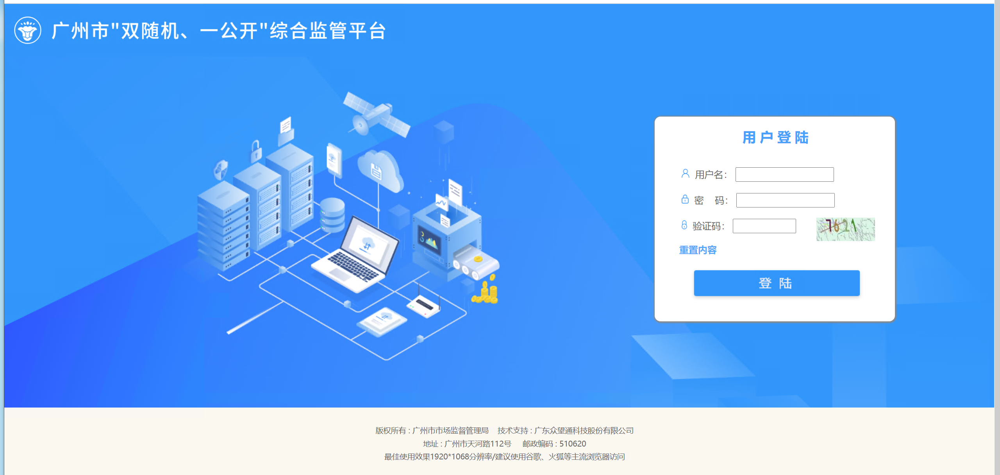 广州市"双随机、一公开"综合监管平台
用户登陆
用户名：
密 码：
验证码：
7621
重置内容
登 陆
版权所有 : 广州市市场监督管理局 技术支持 : 广东众望通科技股份有限公司
地址 : 广州市天河路112号 邮政编码 : 510620
最佳使用效果1920*1068分辨率/建议使用谷歌、火狐等主流浏览器访问